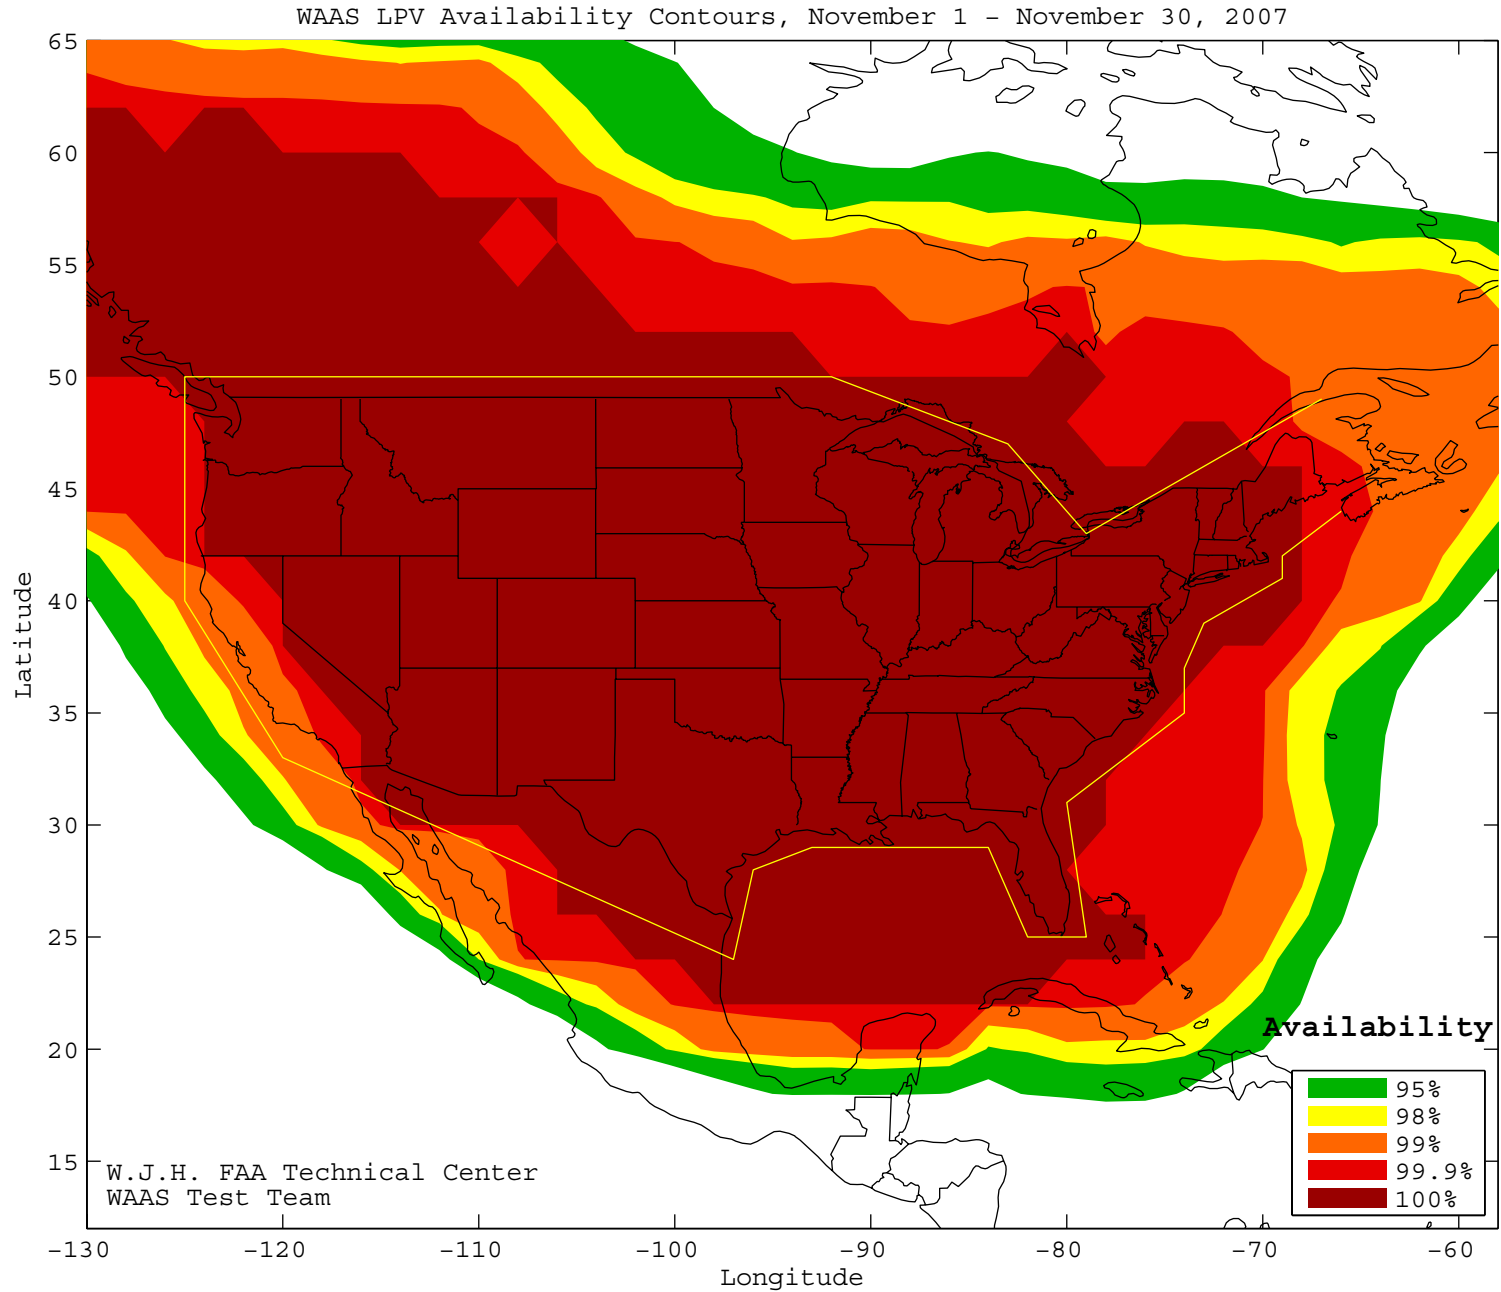 WAAS LPV Availability Contours, November 1 – November 30, 2007
65
60
55
50
45
40
35
30
25
20
15
Latitude
Availability
95%
98%
99%
99.9%
100%
W.J.H. FAA Technical Center
WAAS Test Team
−130 −120 −110 −100 −90 −80 −70 −60
Longitude